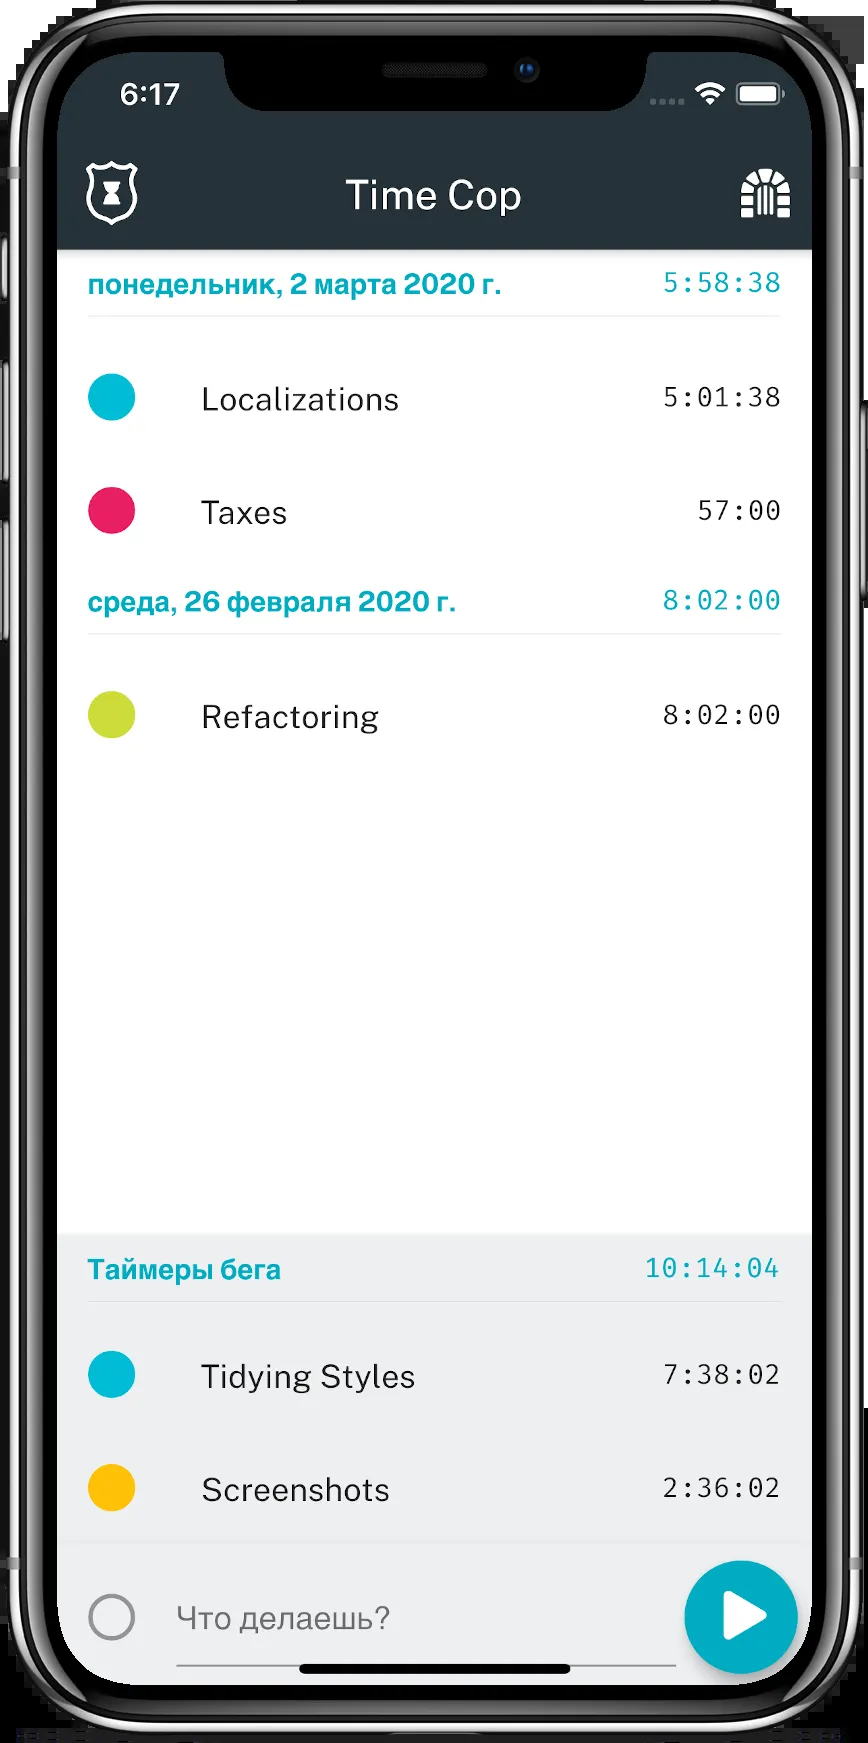 6:17
Time Cop
понедельник, 2 марта 2020 г. 5:58:38
Localizations 5:01:38
Taxes 57:00
среда, 26 февраля 2020 г. 8:02:00
Refactoring 8:02:00
Таймеры бега 10:14:04
Tidying Styles 7:38:02
Screenshots 2:36:02
Что делаешь?